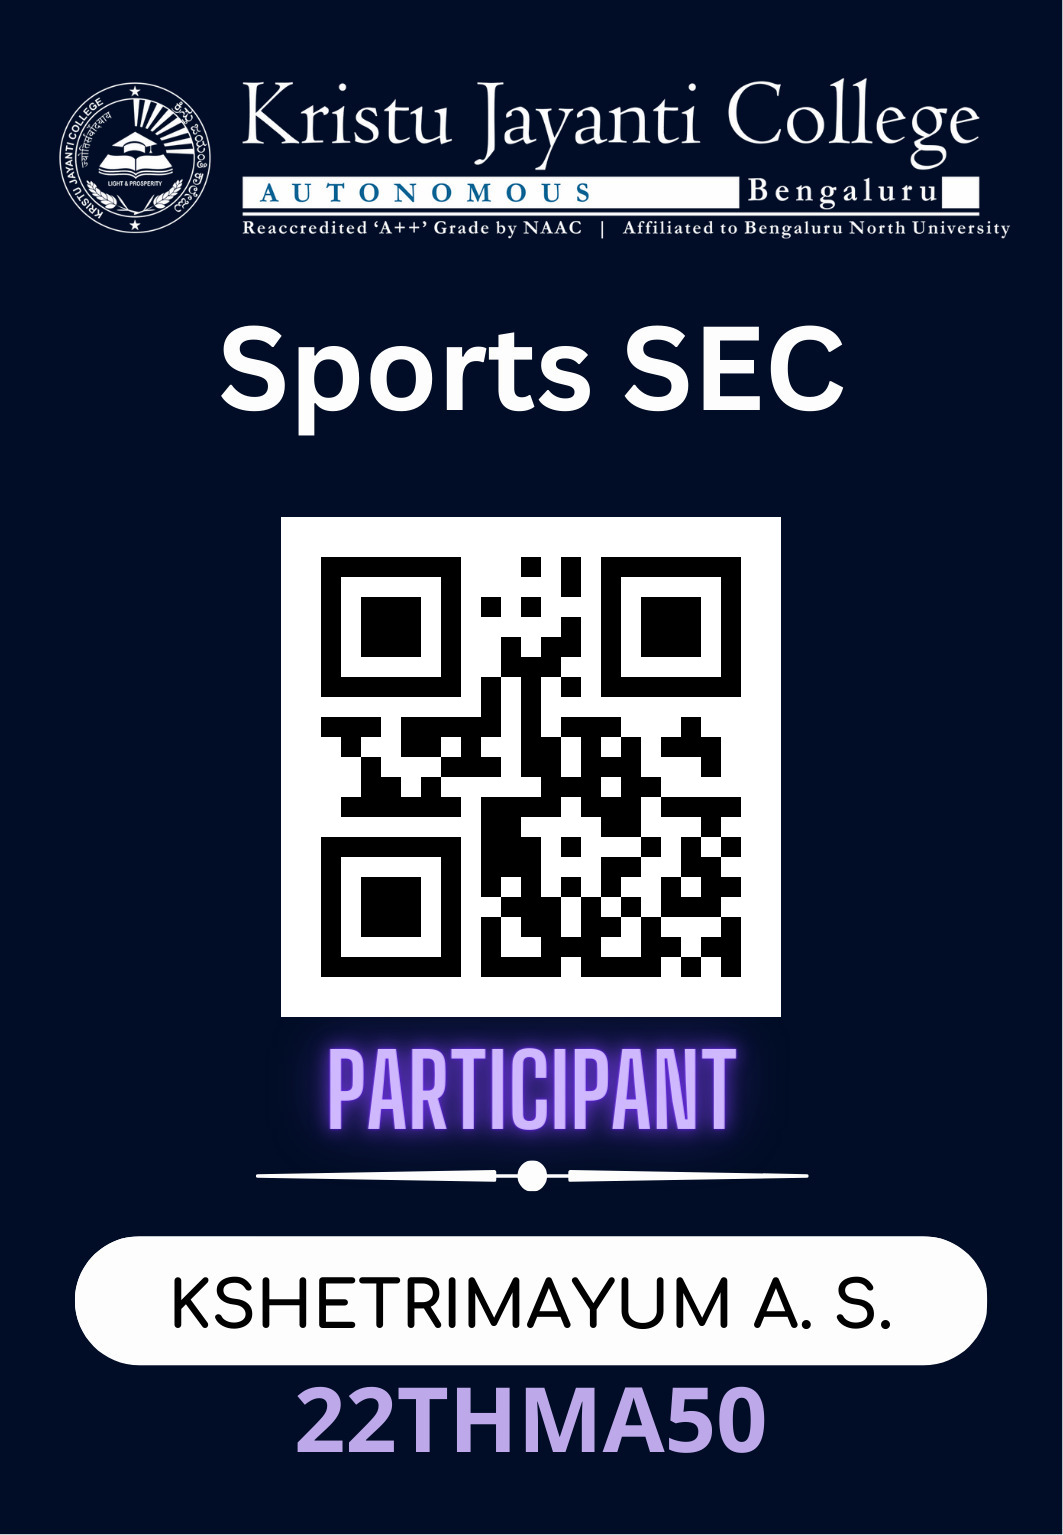 KRISTU JAYANTI COLLEGE
ज्योतिसंवादयाय
LIGHT & PROSPERITY
Kristu Jayanti College
AUTONOMOUS Bengaluru
Reaccredited ‘A++’ Grade by NAAC | Affiliated to Bengaluru North University
Sports SEC
PARTICIPANT
KSHETRIMAYUM A. S.
22THMA50